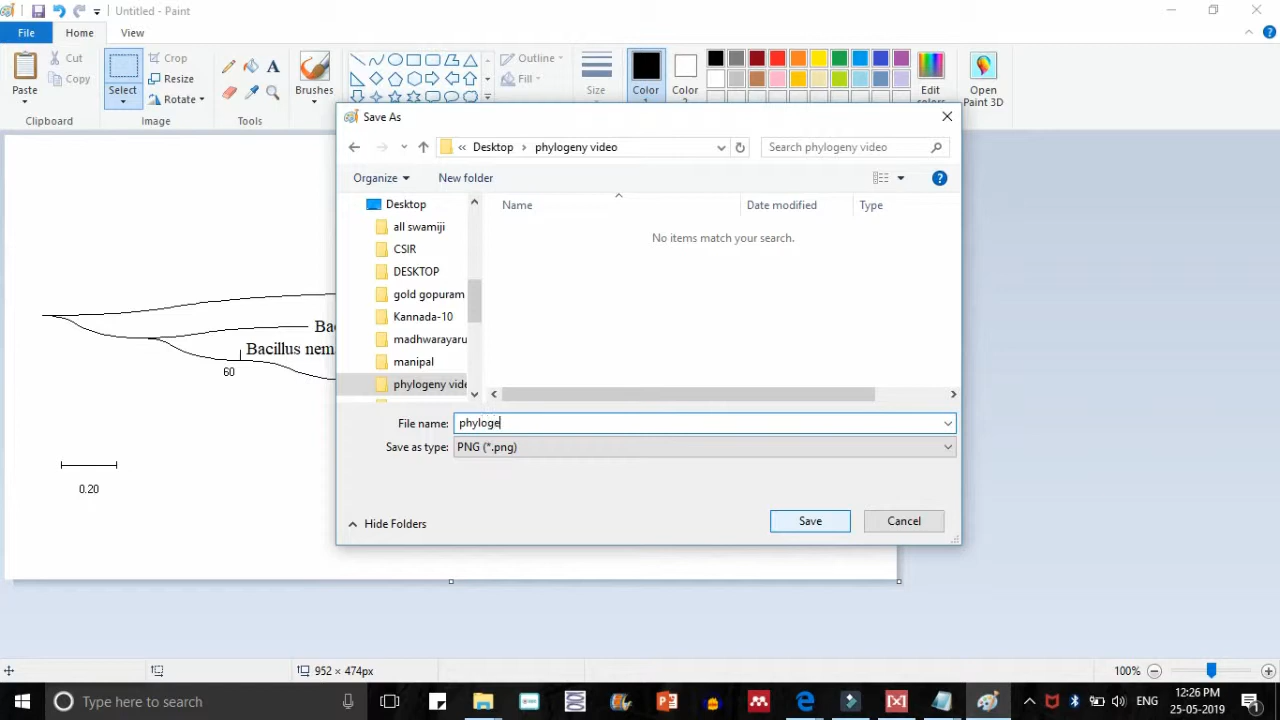 Untitled - Paint
File Home View
Paste
Cut
Copy
Clipboard
Select
Crop
Resize
Rotate
Image
Tools
Brushes
Outline
Fill
Size
Color
1
Color
2
Edit
colors
Open
Paint 3D
Save As
« Desktop › phylogeny video
Search phylogeny video
Organize
New folder
Desktop
all swamiji
CSIR
DESKTOP
gold gopuram
Kannada-10
madhwarayaru
manipal
phylogeny vide
Name Date modified Type
No items match your search.
File name: phyloge
Save as type: PNG (*.png)
Hide Folders
Save
Cancel
Ba
Bacillus nem
60
0.20
952 × 474px
100%
Type here to search
ENG
12:26 PM
25-05-2019
1